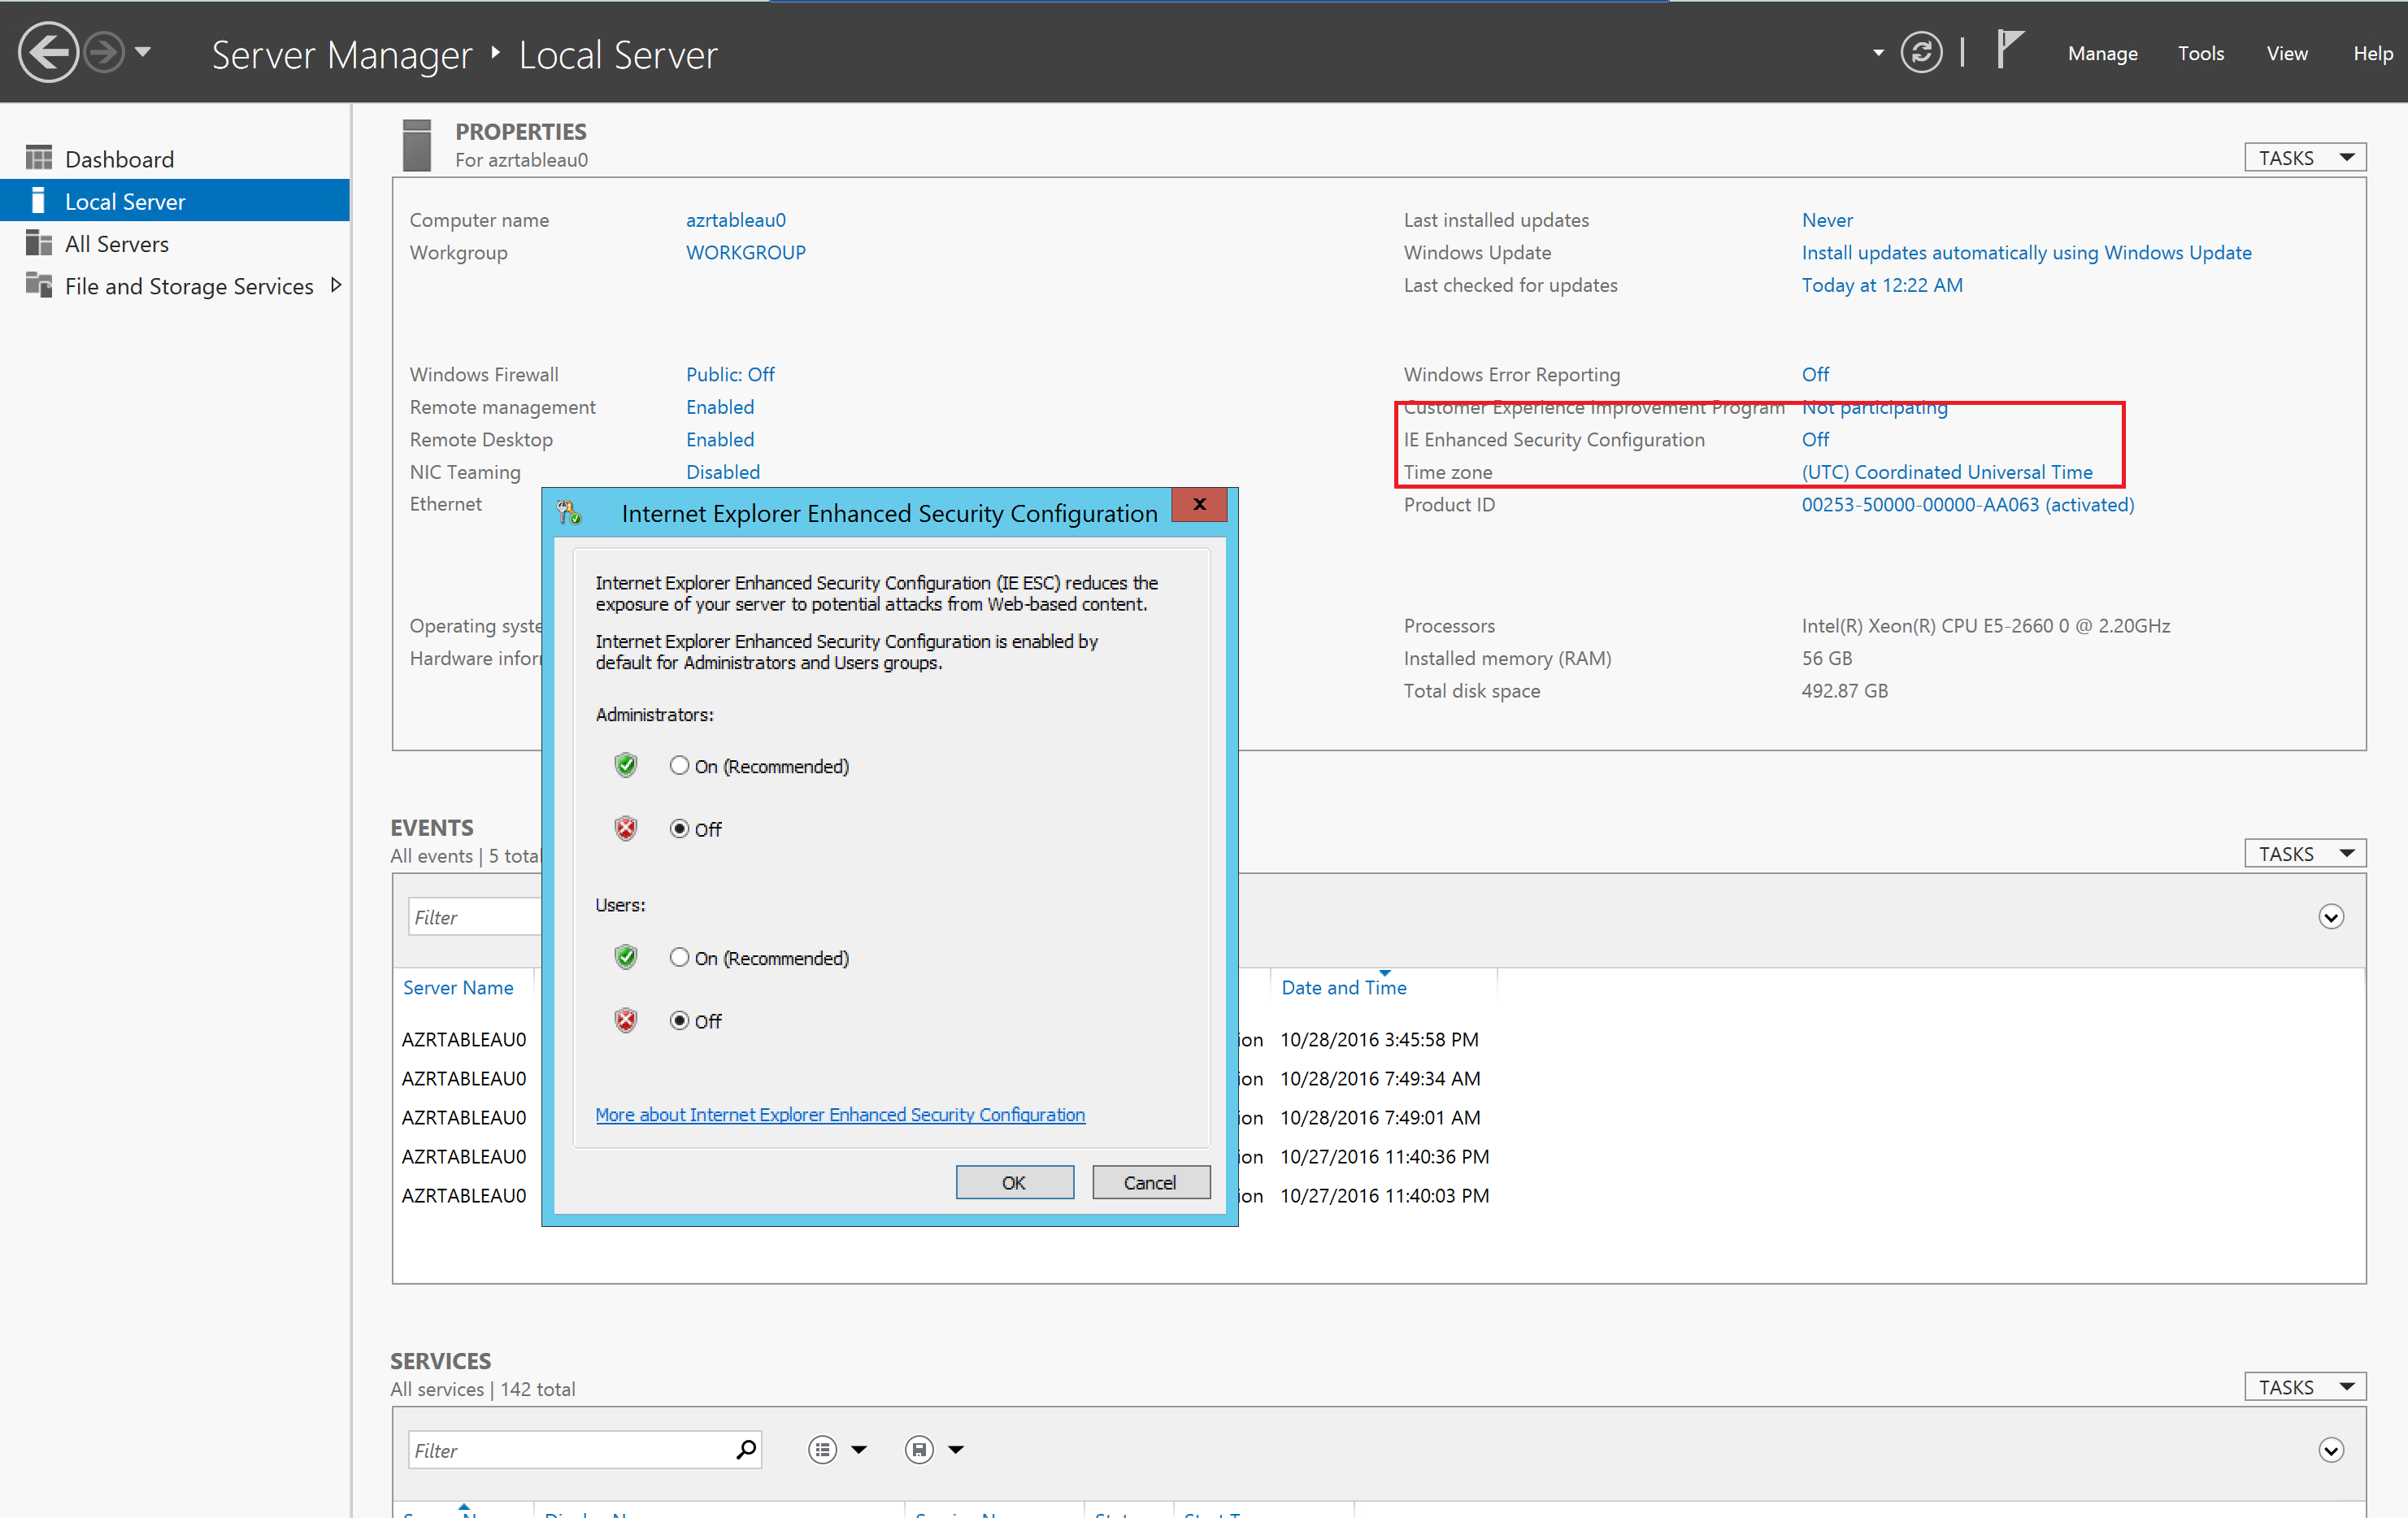 Server Manager ▸ Local Server
Manage Tools View Help
Dashboard
Local Server
All Servers
File and Storage Services
PROPERTIES
For azrtableau0
TASKS
Computer name azrtableau0
Workgroup WORKGROUP
Last installed updates Never
Windows Update Install updates automatically using Windows Update
Last checked for updates Today at 12:22 AM
Windows Firewall Public: Off
Remote management Enabled
Remote Desktop Enabled
NIC Teaming Disabled
Ethernet
Windows Error Reporting Off
Customer Experience Improvement Program Not participating
IE Enhanced Security Configuration Off
Time zone (UTC) Coordinated Universal Time
Product ID 00253-50000-00000-AA063 (activated)
Operating syste
Hardware infor
Processors Intel(R) Xeon(R) CPU E5-2660 0 @ 2.20GHz
Installed memory (RAM) 56 GB
Total disk space 492.87 GB
Internet Explorer Enhanced Security Configuration
x
Internet Explorer Enhanced Security Configuration (IE ESC) reduces the
exposure of your server to potential attacks from Web-based content.
Internet Explorer Enhanced Security Configuration is enabled by
default for Administrators and Users groups.
Administrators:
On (Recommended)
Off
Users:
On (Recommended)
Off
More about Internet Explorer Enhanced Security Configuration
OK Cancel
EVENTS
All events | 5 total
TASKS
Filter
Server Name Date and Time
AZRTABLEAU0 ion 10/28/2016 3:45:58 PM
AZRTABLEAU0 ion 10/28/2016 7:49:34 AM
AZRTABLEAU0 ion 10/28/2016 7:49:01 AM
AZRTABLEAU0 ion 10/27/2016 11:40:36 PM
AZRTABLEAU0 ion 10/27/2016 11:40:03 PM
SERVICES
All services | 142 total
TASKS
Filter